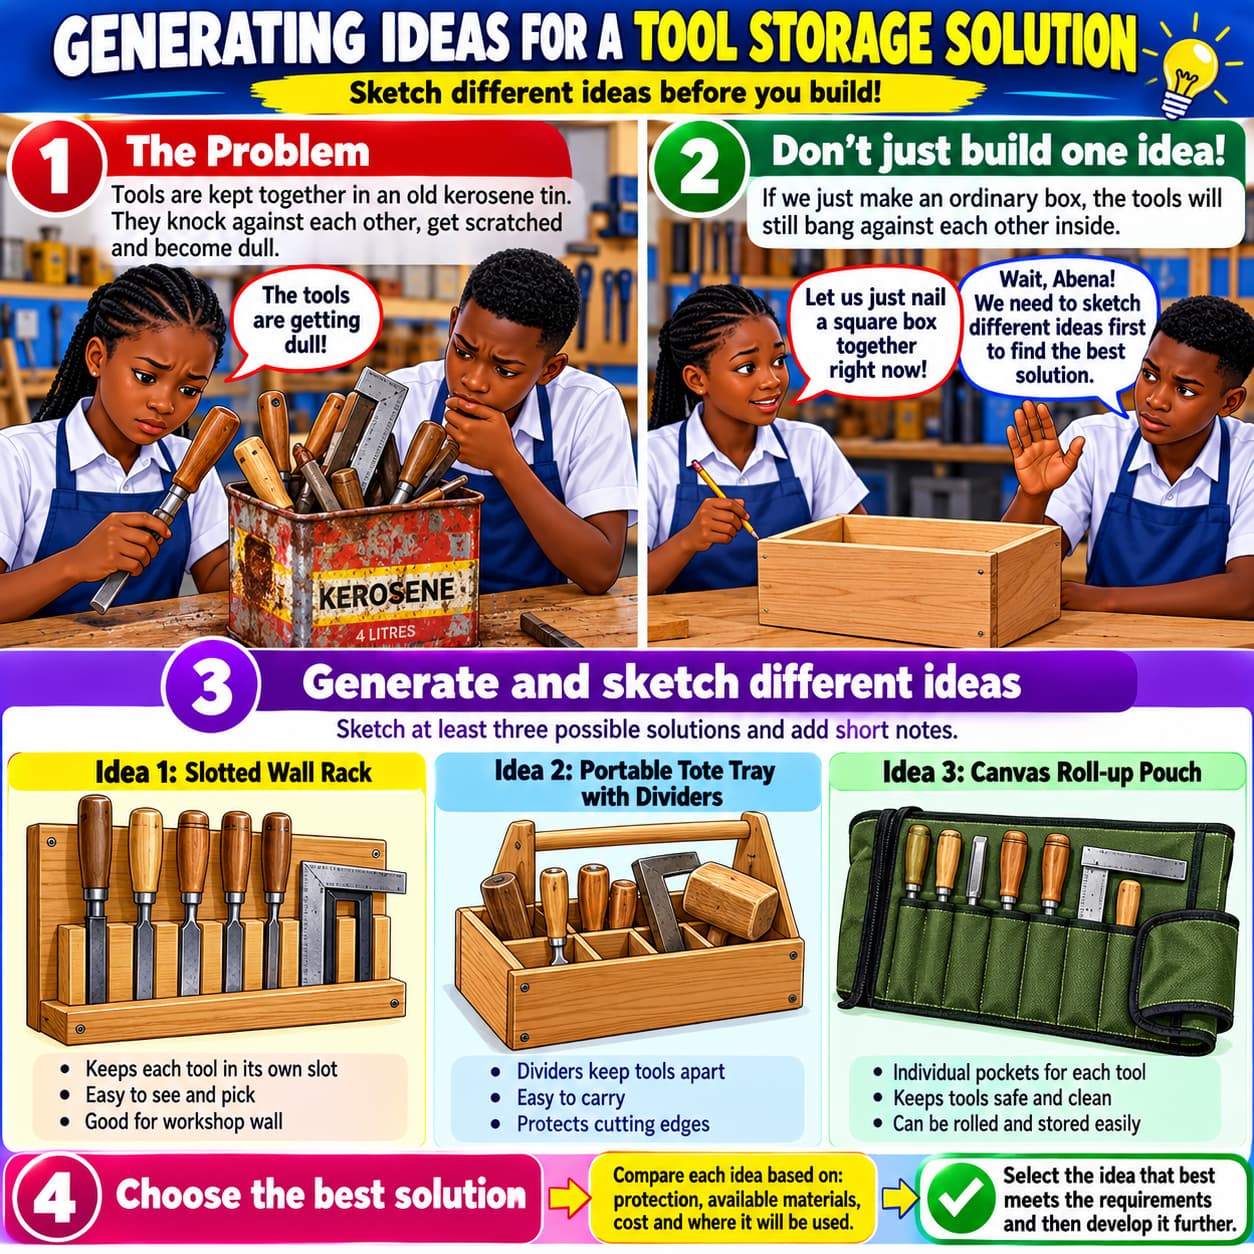 GENERATING IDEAS FOR A TOOL STORAGE SOLUTION
Sketch different ideas before you build!
1 The Problem
Tools are kept together in an old kerosene tin.
They knock against each other, get scratched
and become dull.
The tools
are getting
dull!
KEROSENE
4 LITRES
2 Don't just build one idea!
If we just make an ordinary box, the tools will
still bang against each other inside.
Let us just nail
a square box
together
right now!
Wait, Abena!
We need to sketch
different ideas first
to find the best
solution.
3 Generate and sketch different ideas
Sketch at least three possible solutions and add short notes.
Idea 1: Slotted Wall Rack
• Keeps each tool in its own slot
• Easy to see and pick
• Good for workshop wall
Idea 2: Portable Tote Tray
with Dividers
• Dividers keep tools apart
• Easy to carry
• Protects cutting edges
Idea 3: Canvas Roll-up Pouch
• Individual pockets for each tool
• Keeps tools safe and clean
• Can be rolled and stored easily
4 Choose the best solution
Compare each idea based on:
protection, available materials,
cost and where it will be used.
Select the idea that best
meets the requirements
and then develop it further.